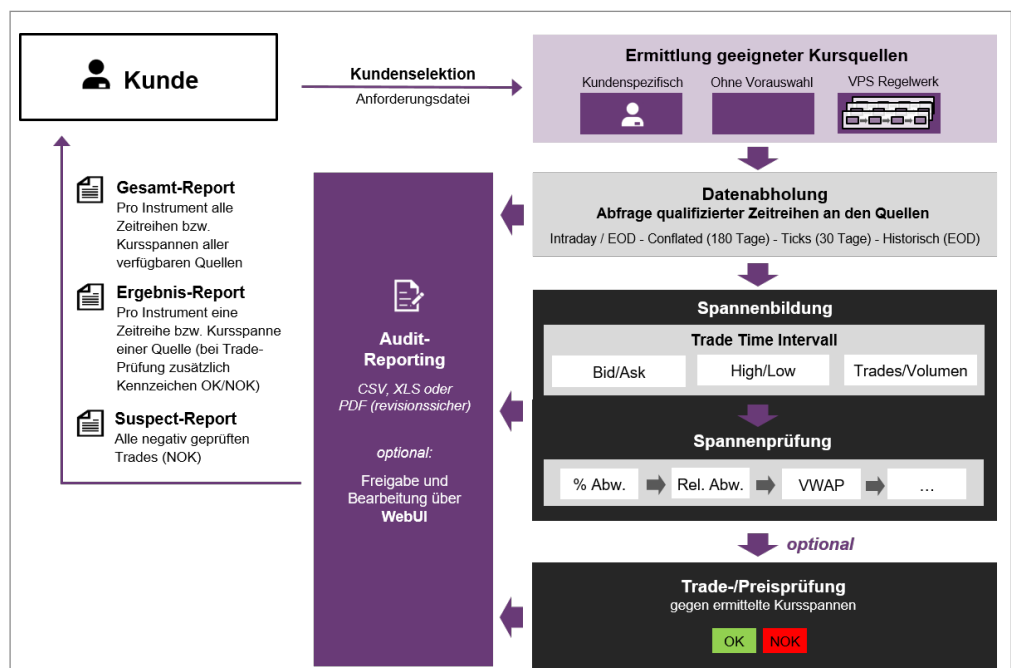 Kunde
Kundenselektion
Anforderungsdatei
Ermittlung geeigneter Kursquellen
Kundenspezifisch
Ohne Vorauswahl
VPS Regelwerk
Datenabholung
Abfrage qualifizierter Zeitreihen an den Quellen
Intraday / EOD - Conflated (180 Tage) - Ticks (30 Tage) - Historisch (EOD)
Spannenbildung
Trade Time Intervall
Bid/Ask
High/Low
Trades/Volumen
Spannenprüfung
% Abw.
Rel. Abw.
VWAP
...
optional
Trade-/Preisprüfung
gegen ermittelte Kursspannen
OK
NOK
Audit-
Reporting
CSV, XLS oder
PDF (revisionssicher)
optional:
Freigabe und
Bearbeitung über
WebUI
Gesamt-Report
Pro Instrument alle
Zeitreihen bzw.
Kursspannen aller
verfügbaren Quellen
Ergebnis-Report
Pro Instrument eine
Zeitreihe bzw. Kursspanne
einer Quelle (bei Trade-
Prüfung zusätzlich
Kennzeichen OK/NOK)
Suspect-Report
Alle negativ geprüften
Trades (NOK)